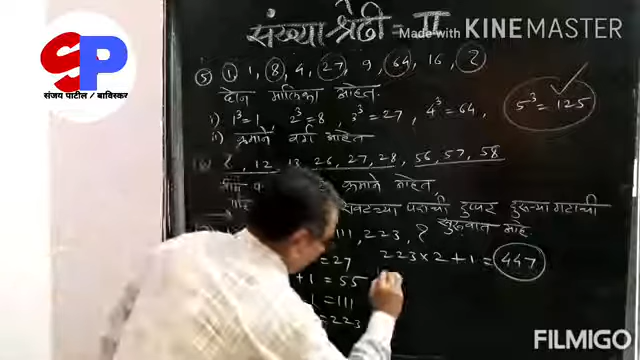 संख्या श्रेढी = II
Made with KINEMASTER
SP
संजय पाटील / बाविस्कर
⑤ ① 1, ⑧, 4, ㉗, 9, 64, 16, ?
दोन मालिका आहेत.
i) 1³=1, 2³=8, 3³=27, 4³=64,
5³=125
ii) क्रमाने वर्ग आहेत
12, 13, 26, 27, 28, 56, 57, 58
क्रमाने आहेत,
पदाची दुप्पट दुसऱ्या गटाची
सुरुवात आहे.
111, 223, ?
= 27 223×2+1 = 447
+ 1 = 55
1 = 111
= 223
FILMIGO